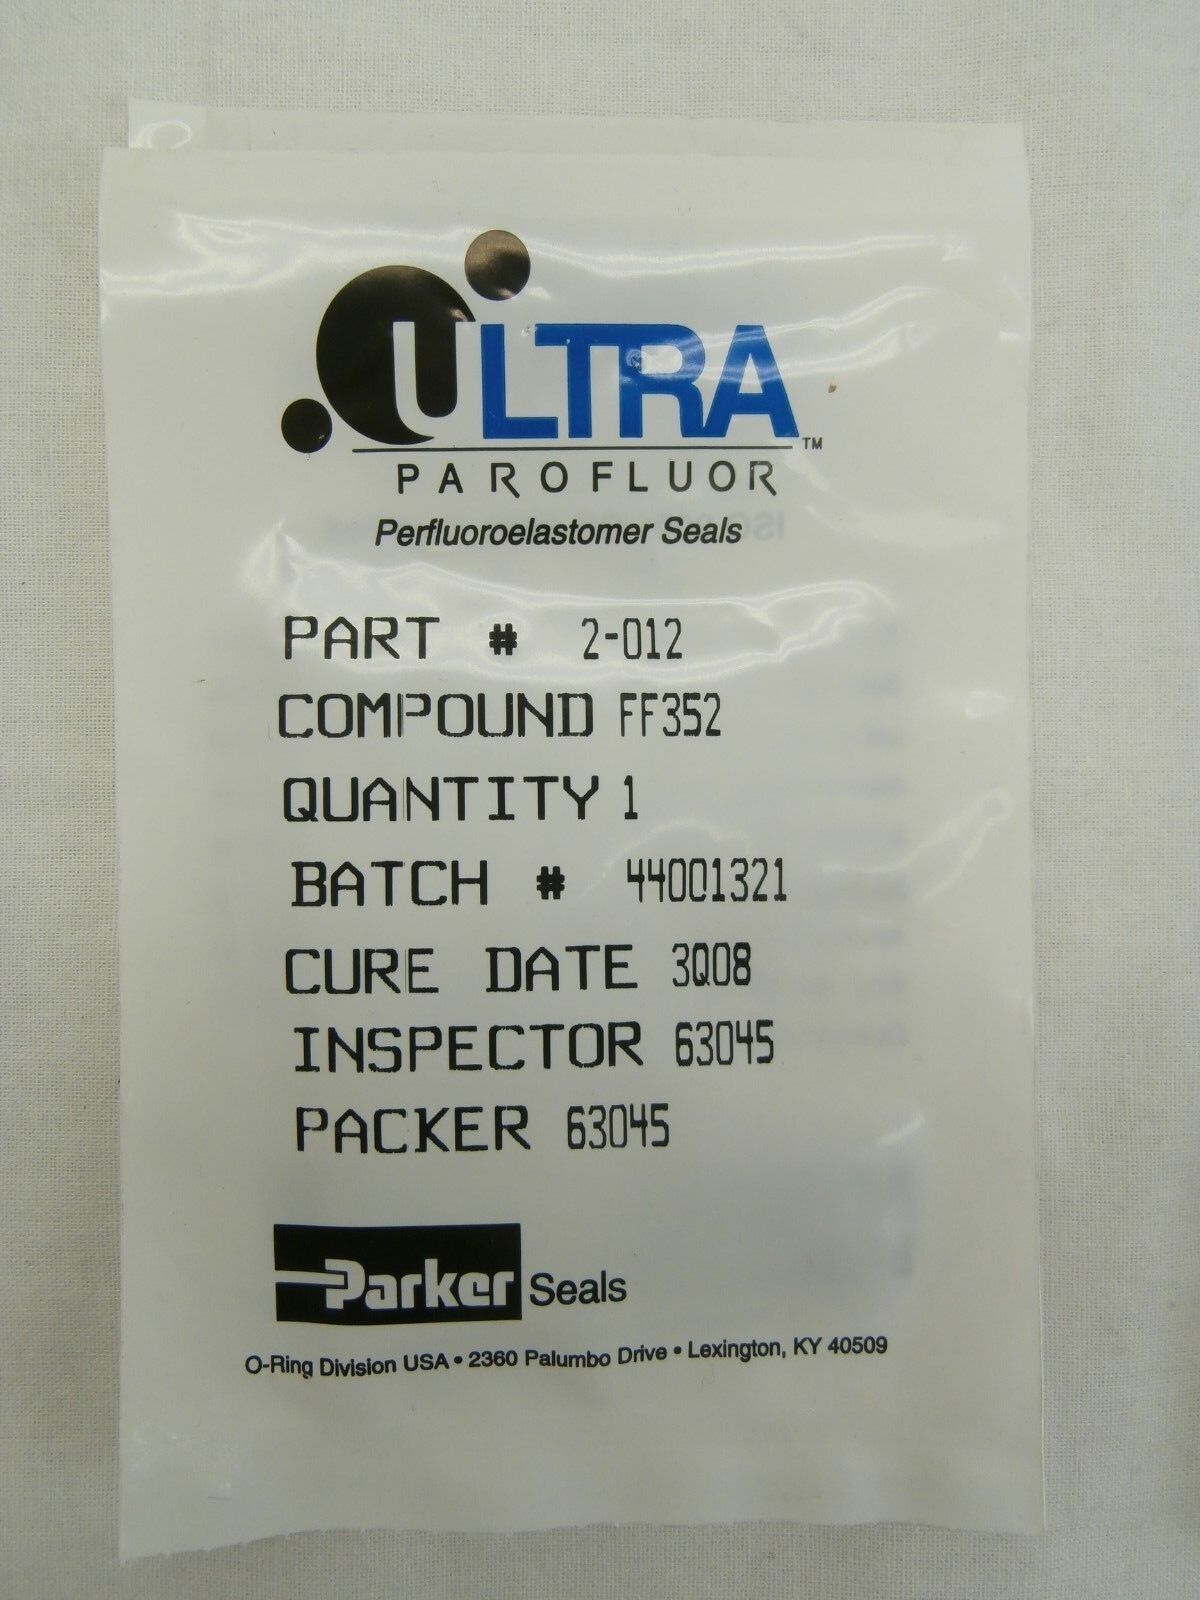 ULTRA™
PAROFLUOR
Perfluoroelastomer Seals
PART # 2-012
COMPOUND FF352
QUANTITY 1
BATCH # 44001321
CURE DATE 3Q08
INSPECTOR 63045
PACKER 63045
Parker Seals
O-Ring Division USA • 2360 Palumbo Drive • Lexington, KY 40509